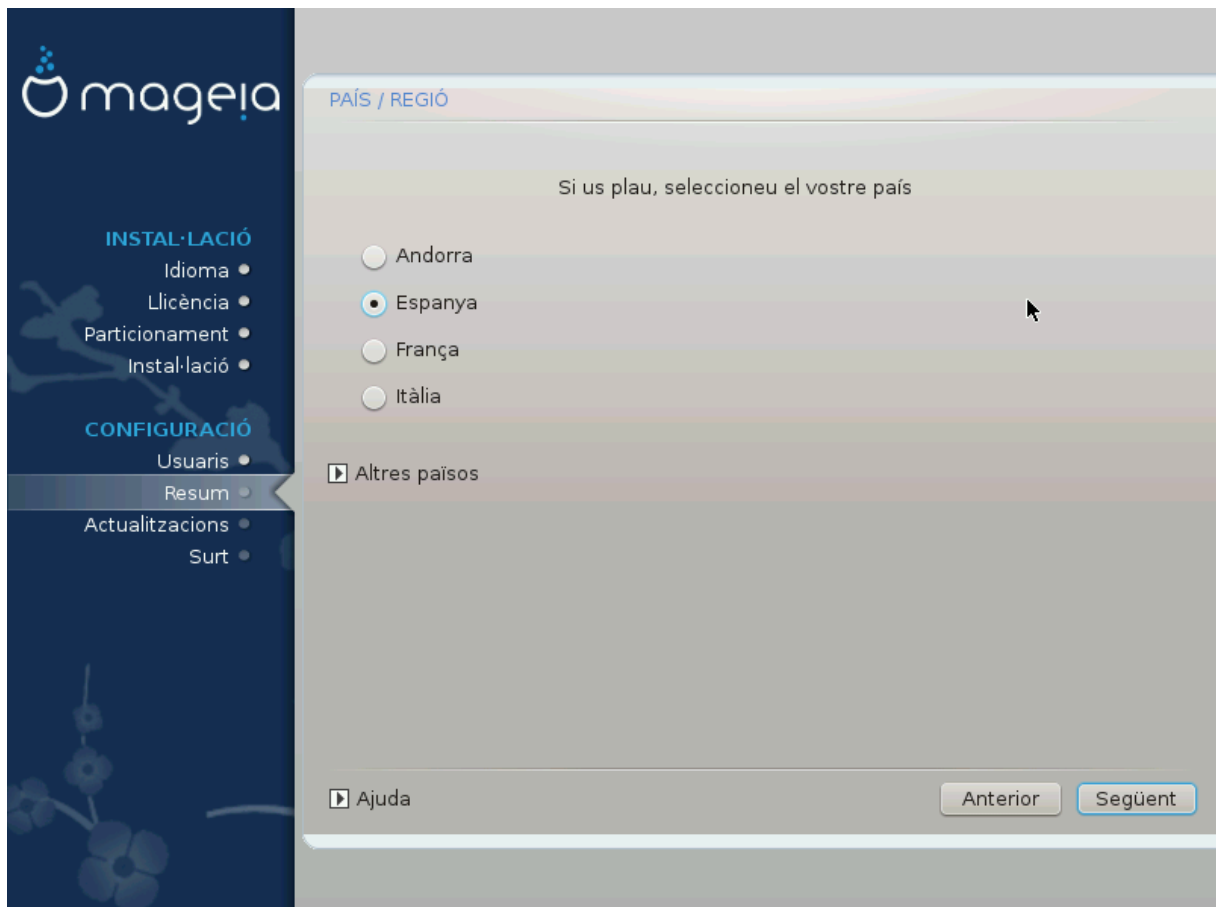 mageia
INSTAL·LACIÓ
Idioma
Llicència
Particionament
Instal·lació
CONFIGURACIÓ
Usuaris
Resum
Actualitzacions
Surt
PAÍS / REGIÓ
Si us plau, seleccioneu el vostre país
Andorra
Espanya
França
Itàlia
Altres països
Ajuda
Anterior
Següent